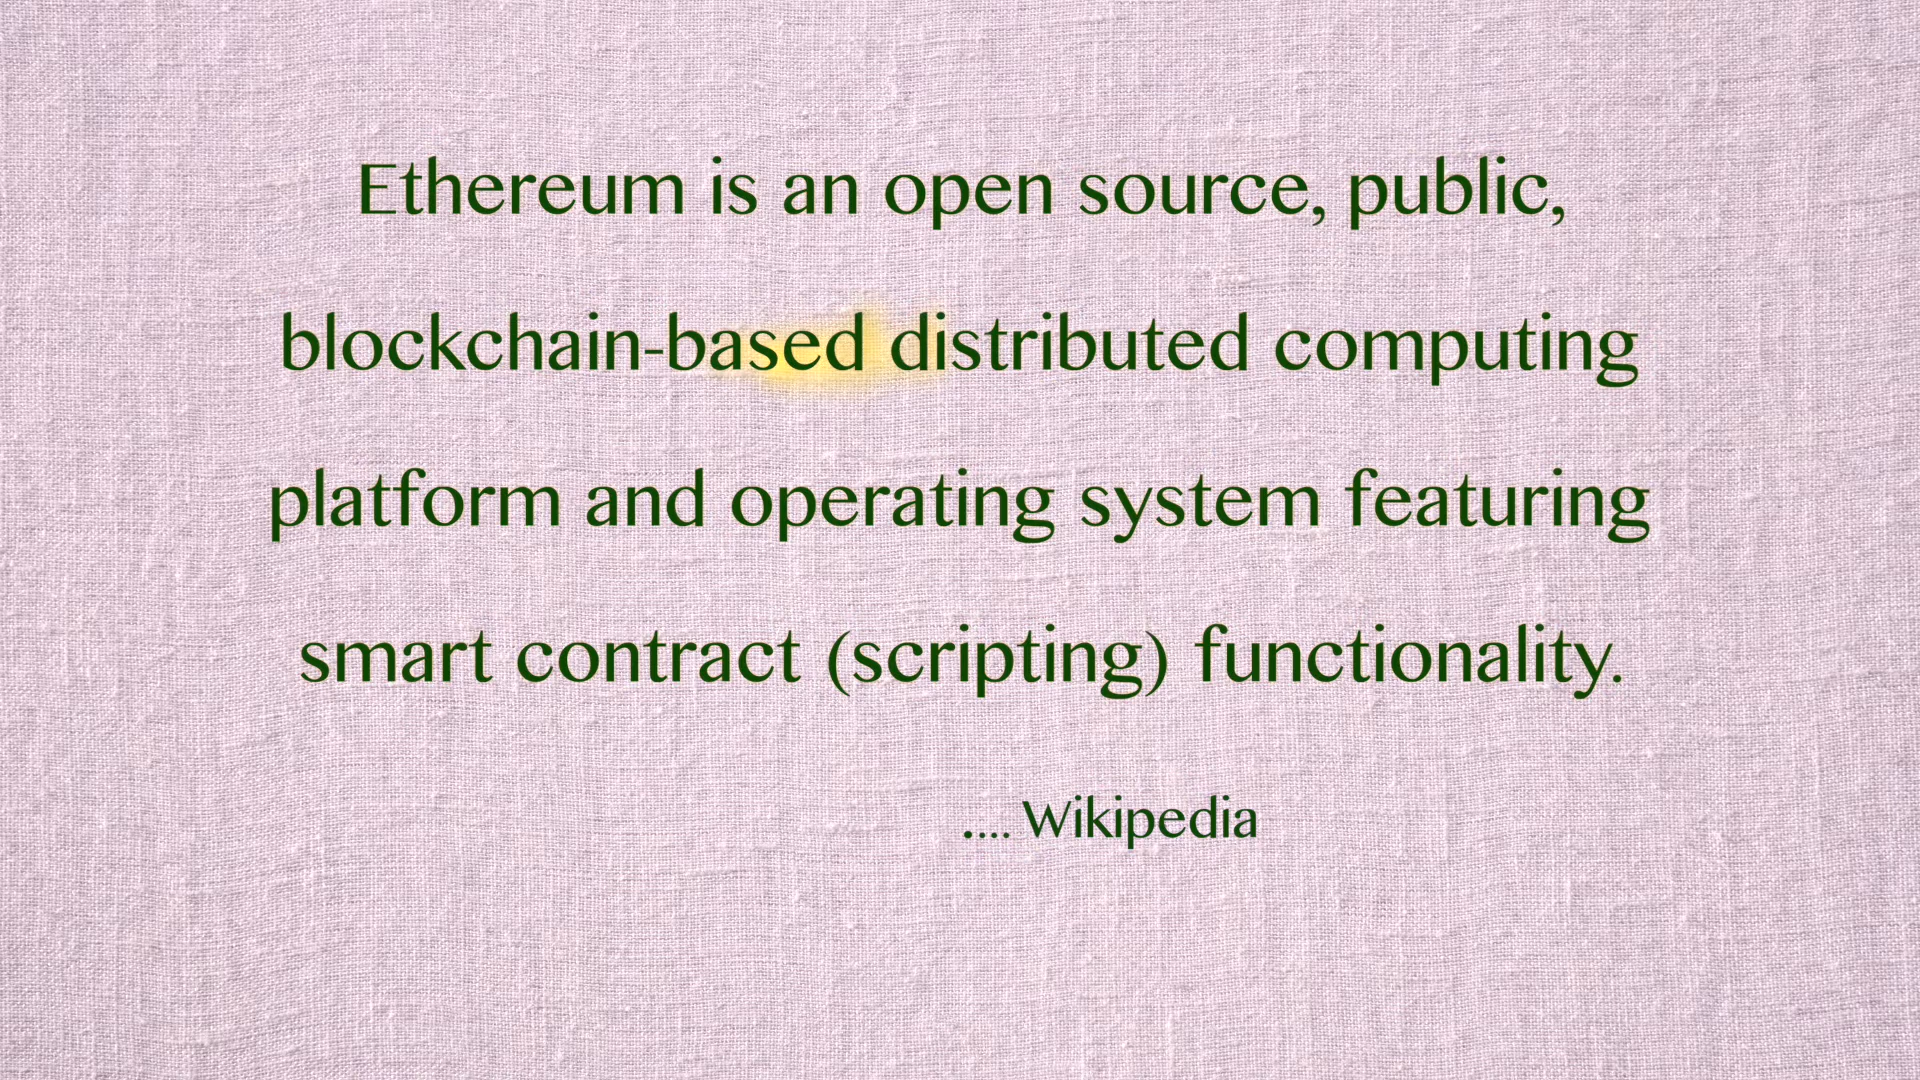 Ethereum is an open source, public,
blockchain-based distributed computing
platform and operating system featuring
smart contract (scripting) functionality.
.... Wikipedia